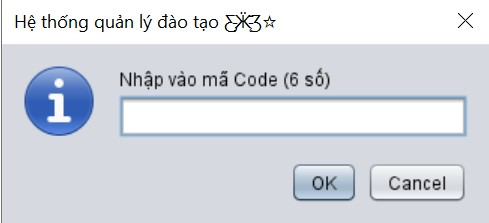 Hệ thống quản lý đào tạo Ƹ̵̡Ӝ̵̨̄Ʒ☆
Nhập vào mã Code (6 số)
OK Cancel